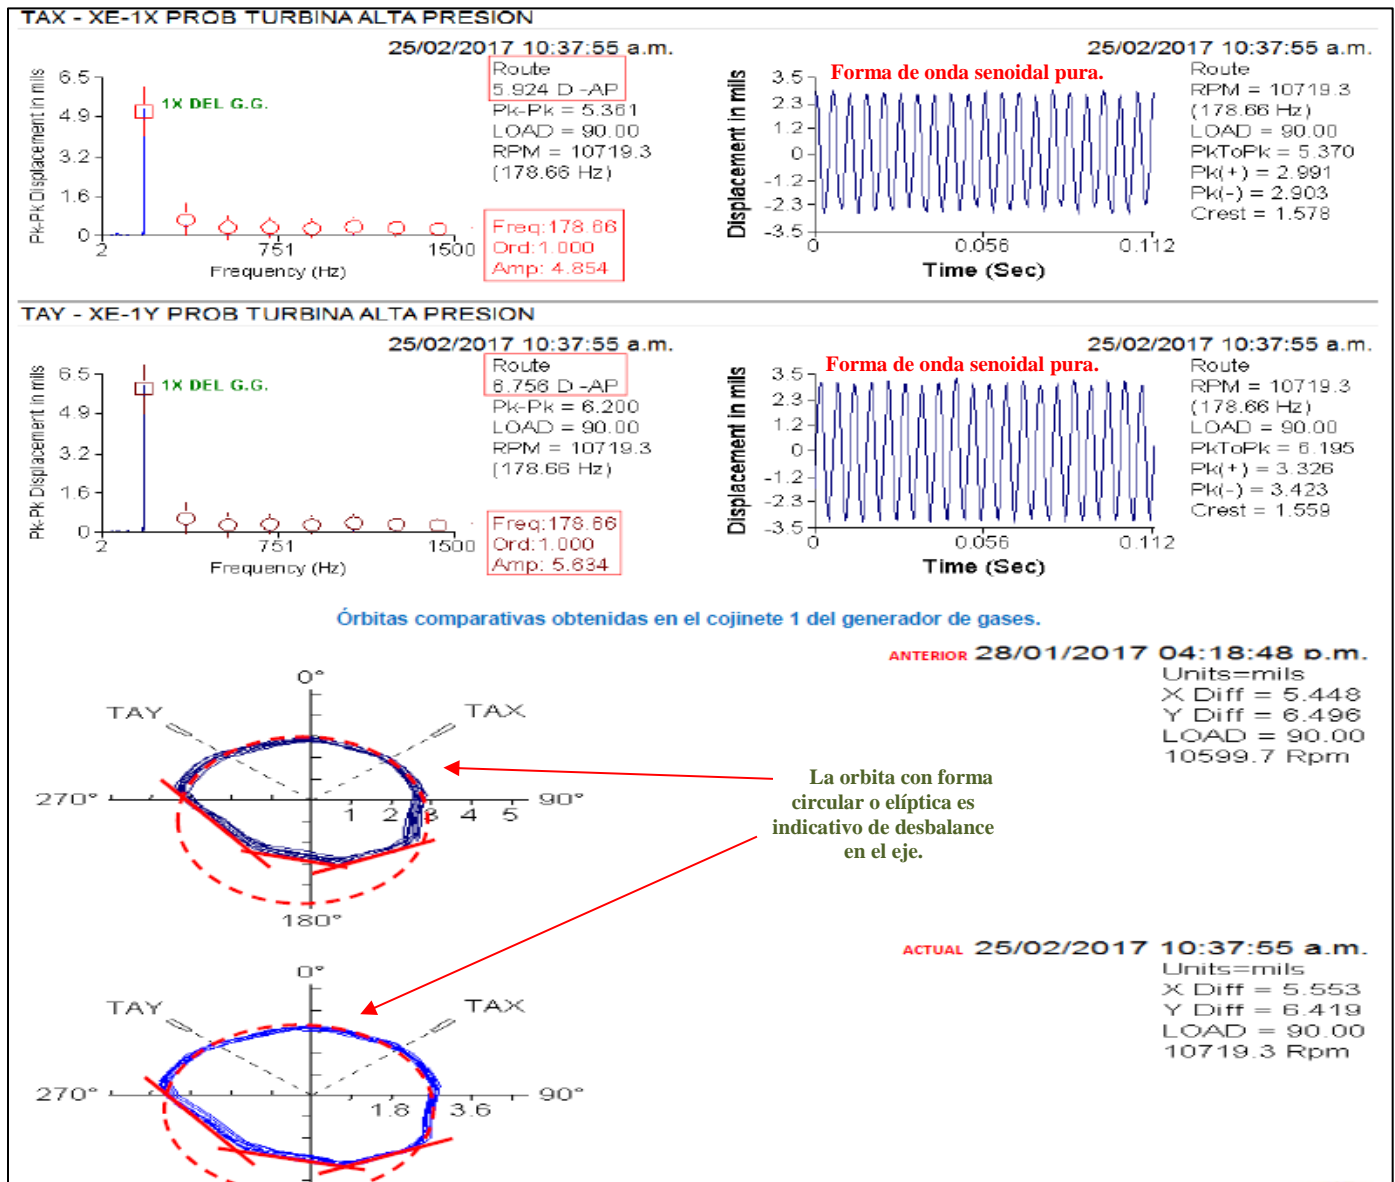 TAX - XE-1X PROB TURBINA ALTA PRESION
25/02/2017 10:37:55 a.m.
Pk-Pk Displacement in mils
6.5
4.9
3.2
1.6
0
1X DEL G.G.
2
751
1500
Frequency (Hz)
Route
5.924 D -AP
Pk-Pk = 5.361
LOAD = 90.00
RPM = 10719.3
(178.66 Hz)
Freq:178.66
Ord:1.000
Amp: 4.854
25/02/2017 10:37:55 a.m.
Forma de onda senoidal pura.
Displacement in mils
3.5
2.3
1.2
0
-1.2
-2.3
-3.5
0
0.056
0.112
Time (Sec)
Route
RPM = 10719.3
(178.66 Hz)
LOAD = 90.00
PkToPk = 5.370
Pk(+) = 2.991
Pk(-) = 2.903
Crest = 1.578
TAY - XE-1Y PROB TURBINA ALTA PRESION
25/02/2017 10:37:55 a.m.
Pk-Pk Displacement in mils
6.5
4.9
3.2
1.6
0
1X DEL G.G.
2
751
1500
Frequency (Hz)
Route
6.756 D -AP
Pk-Pk = 6.200
LOAD = 90.00
RPM = 10719.3
(178.66 Hz)
Freq:178.66
Ord:1.000
Amp: 5.634
25/02/2017 10:37:55 a.m.
Forma de onda senoidal pura.
Displacement in mils
3.5
2.3
1.2
0
-1.2
-2.3
-3.5
0
0.056
0.112
Time (Sec)
Route
RPM = 10719.3
(178.66 Hz)
LOAD = 90.00
PkToPk = 6.195
Pk(+) = 3.326
Pk(-) = 3.423
Crest = 1.559
Órbitas comparativas obtenidas en el cojinete 1 del generador de gases.
ANTERIOR 28/01/2017 04:18:48 p.m.
Units=mils
X Diff = 5.448
Y Diff = 6.496
LOAD = 90.00
10599.7 Rpm
0°
TAY
TAX
270°
90°
1 2 3 4 5
180°
La orbita con forma
circular o elíptica es
indicativo de desbalance
en el eje.
ACTUAL 25/02/2017 10:37:55 a.m.
Units=mils
X Diff = 5.553
Y Diff = 6.419
LOAD = 90.00
10719.3 Rpm
0°
TAY
TAX
270°
90°
1.8 3.6